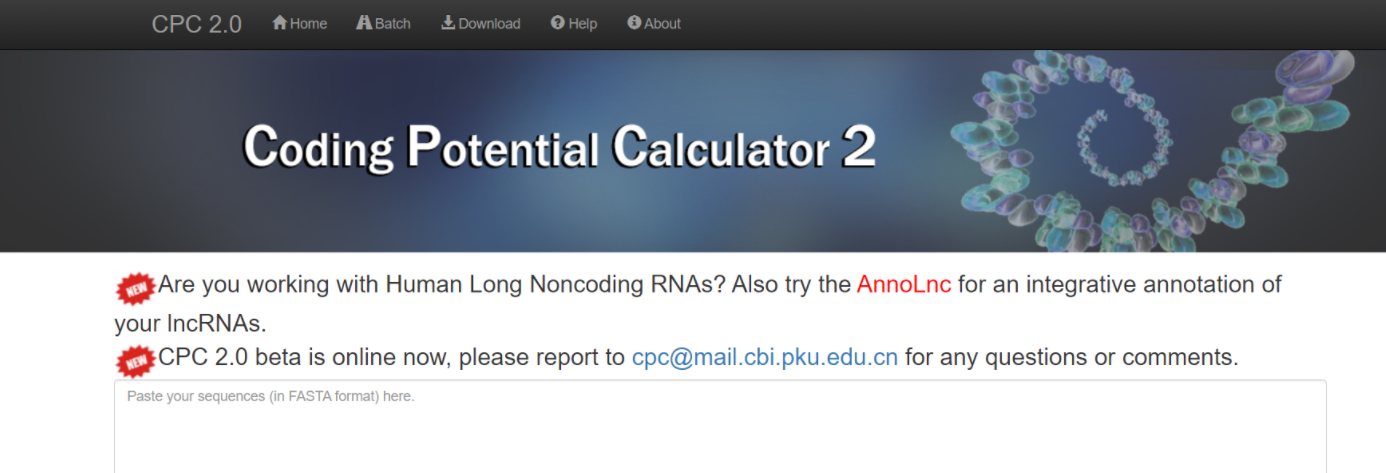 CPC 2.0 Home Batch Download Help About
Coding Potential Calculator 2
NEW Are you working with Human Long Noncoding RNAs? Also try the AnnoLnc for an integrative annotation of
your lncRNAs.
NEW CPC 2.0 beta is online now, please report to cpc@mail.cbi.pku.edu.cn for any questions or comments.
Paste your sequences (in FASTA format) here.